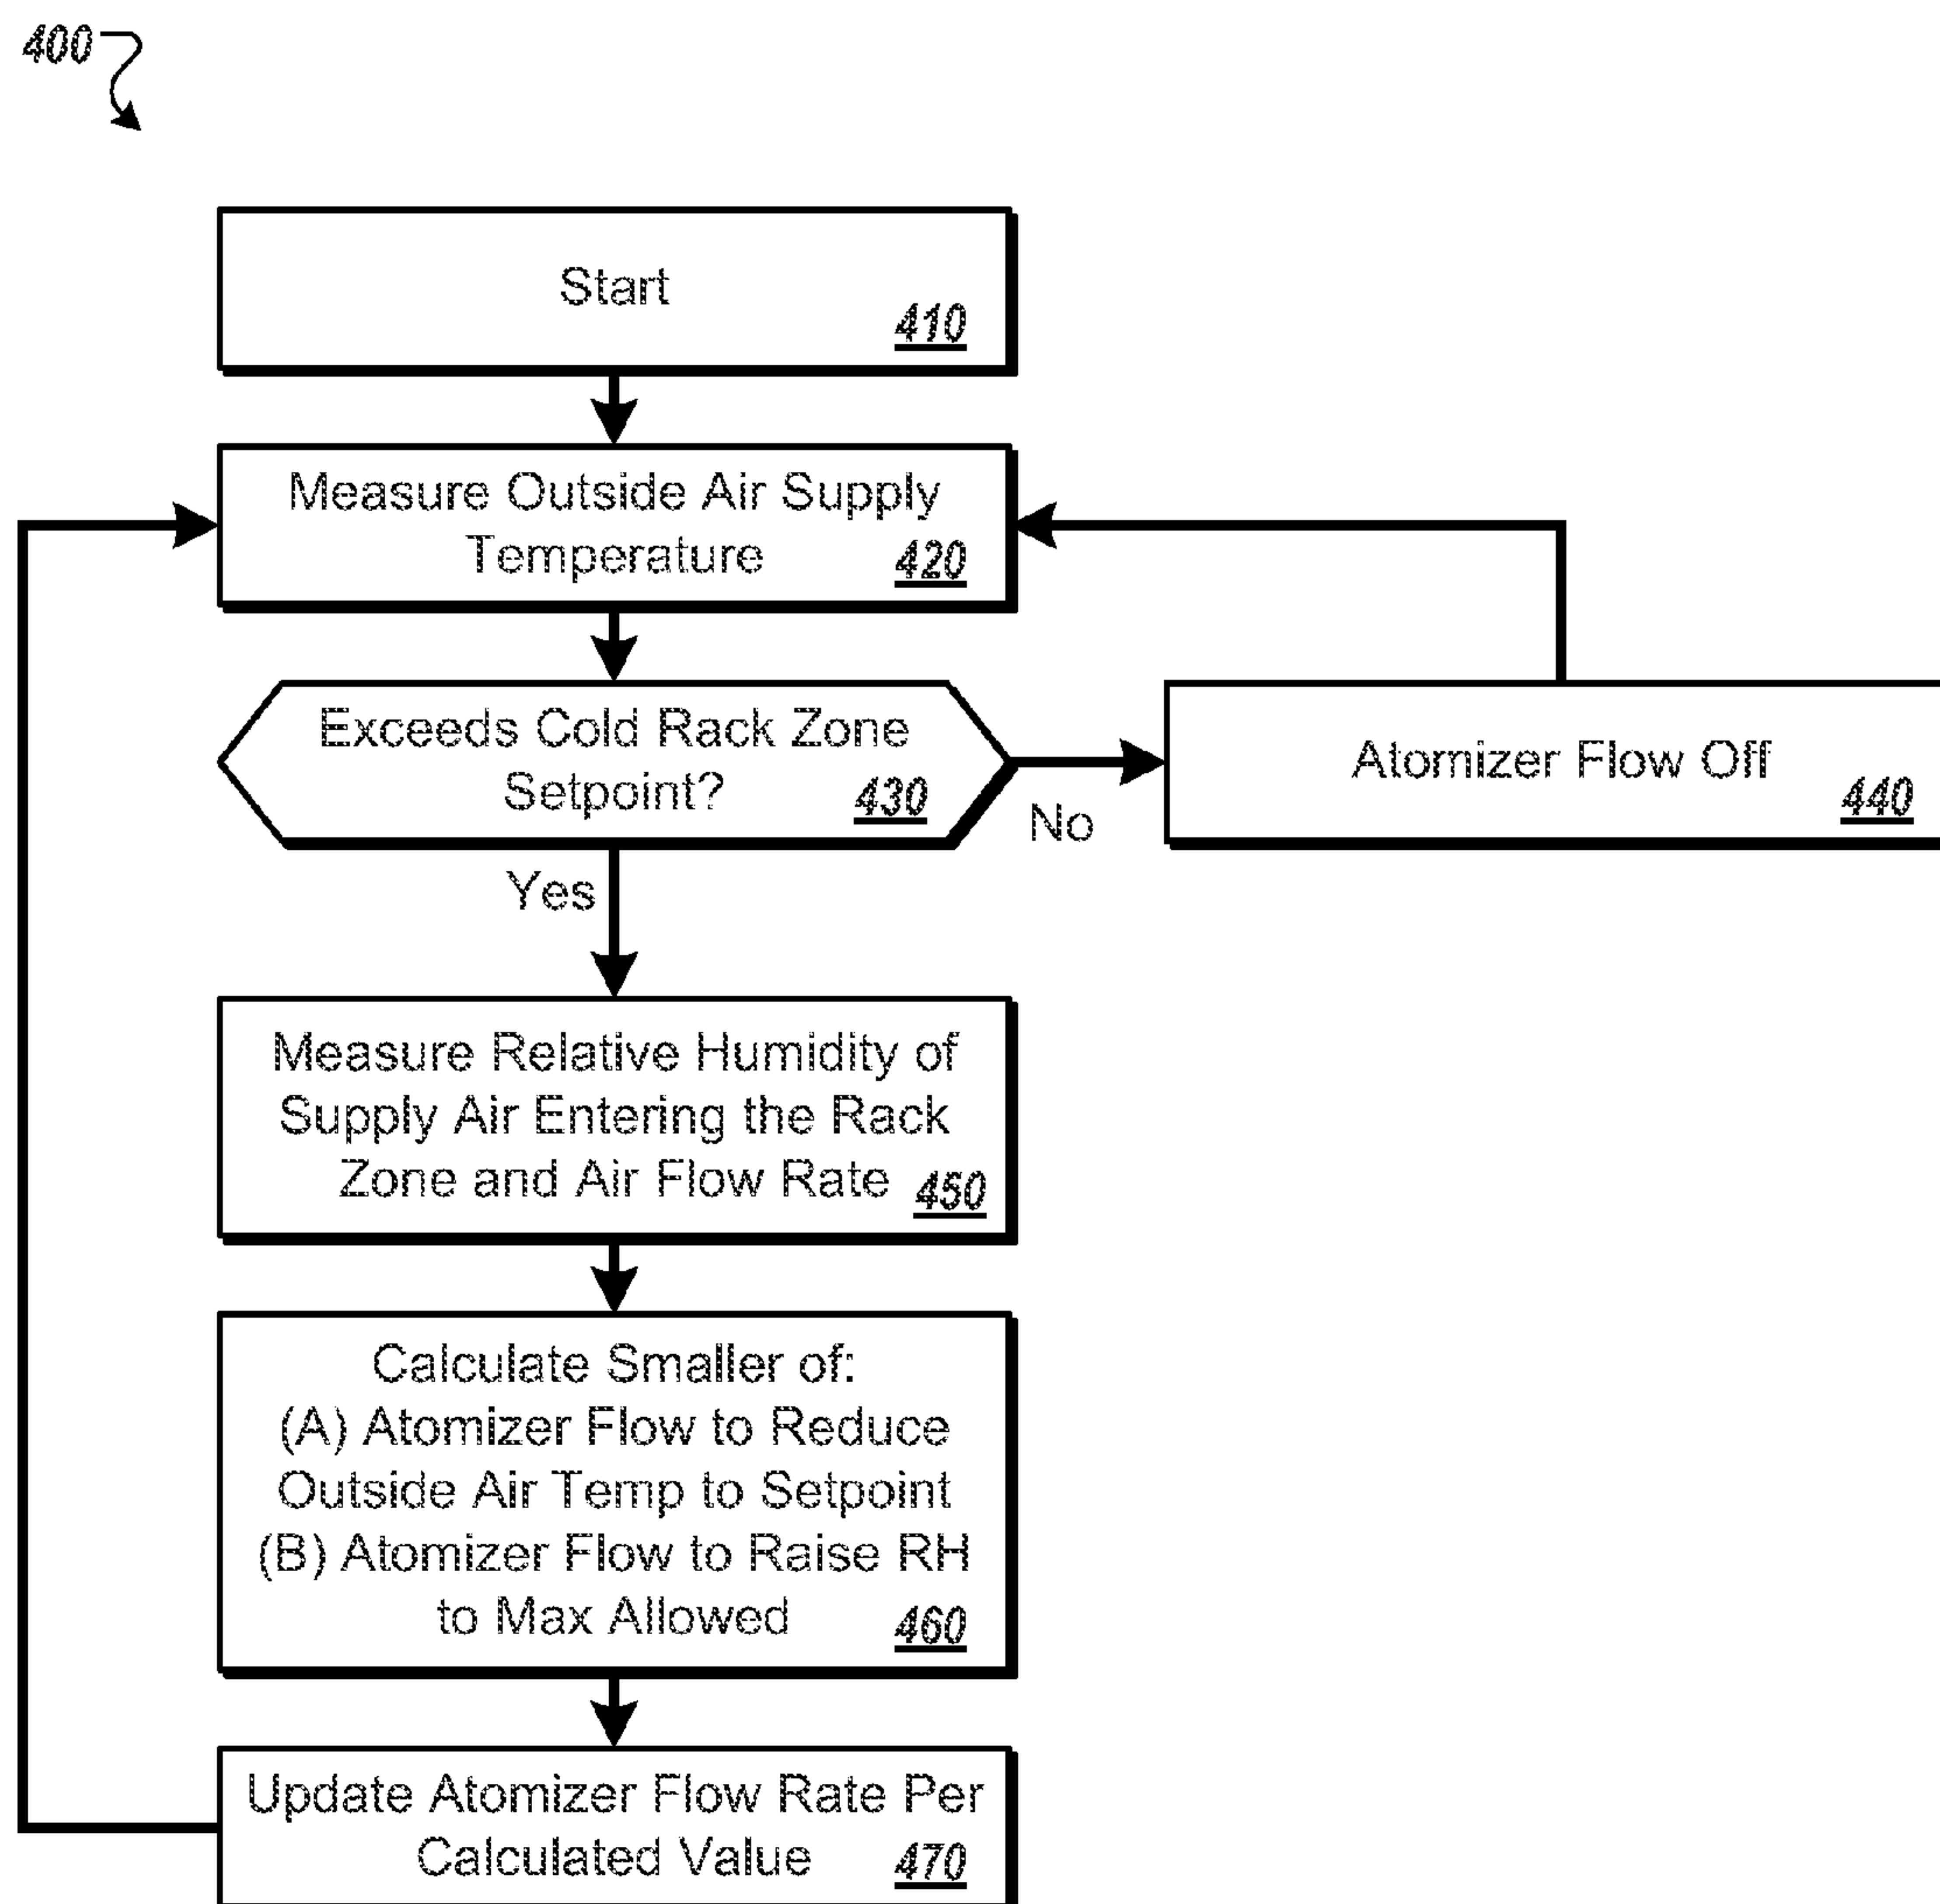 400
Start
410
Measure Outside Air Supply
Temperature
420
Exceeds Cold Rack Zone
Setpoint?
430
No
Atomizer Flow Off
440
Yes
Measure Relative Humidity of
Supply Air Entering the Rack
Zone and Air Flow Rate
450
Calculate Smaller of:
(A) Atomizer Flow to Reduce
Outside Air Temp to Setpoint
(B) Atomizer Flow to Raise RH
to Max Allowed
460
Update Atomizer Flow Rate Per
Calculated Value
470